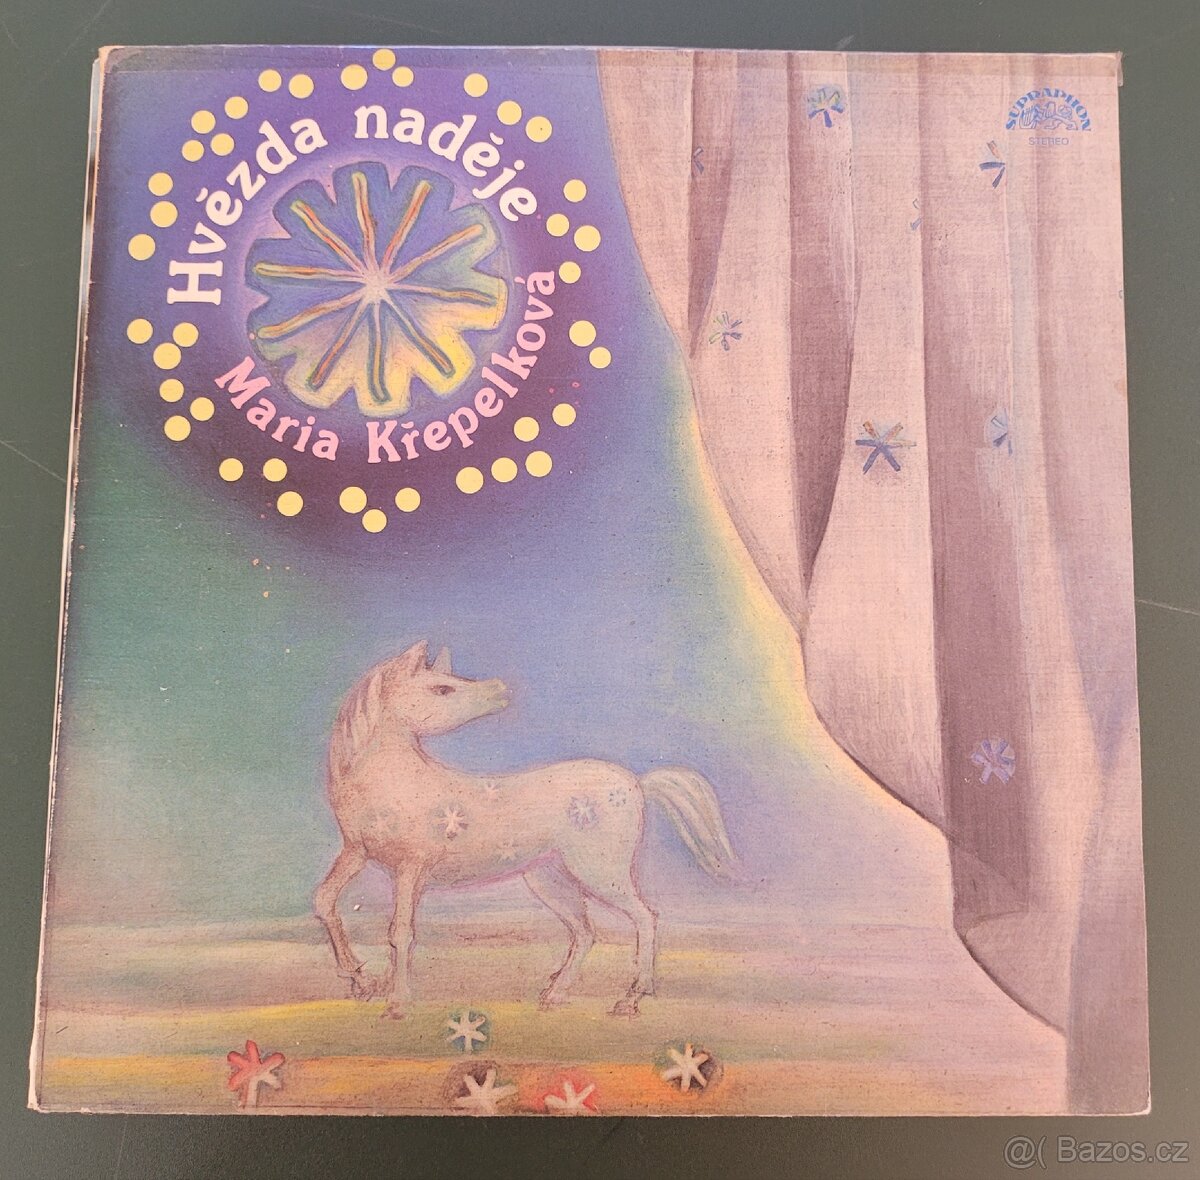 Hvězda naděje
Maria Křepelková
SUPRAPHON
STEREO
@( Bazos.cz